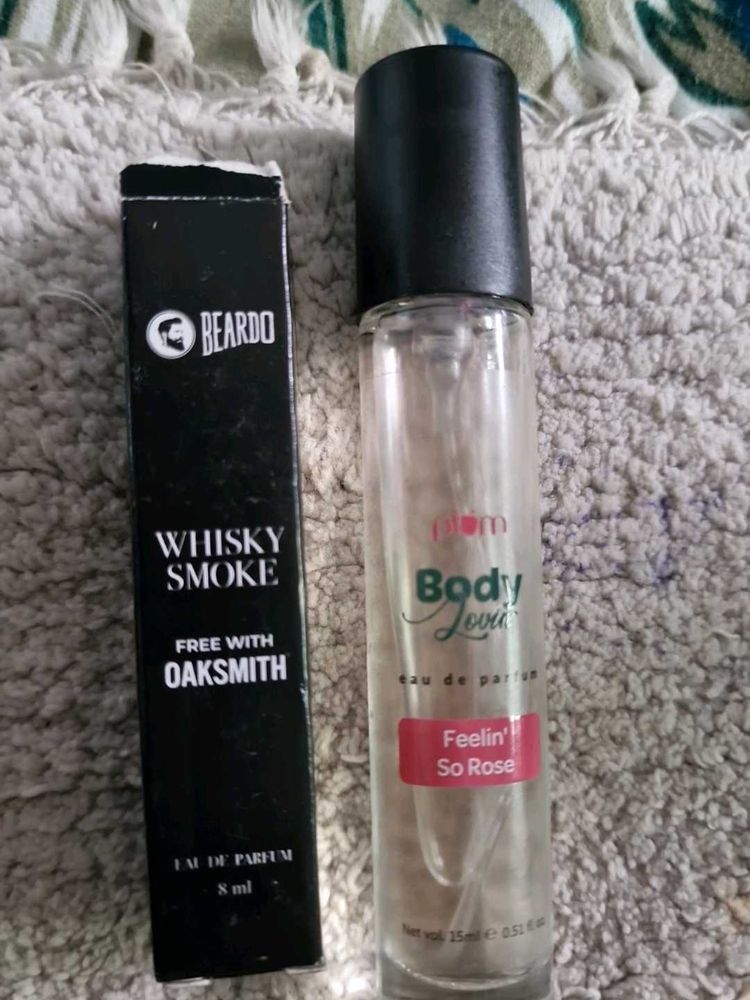 BEARDO
WHISKY
SMOKE
FREE WITH
OAKSMITH
EAU DE PARFUM
8 ml
plum
Body
Lovin'
eau de parfum
Feelin'
So Rose
Net vol. 15ml e 0.51 fl oz